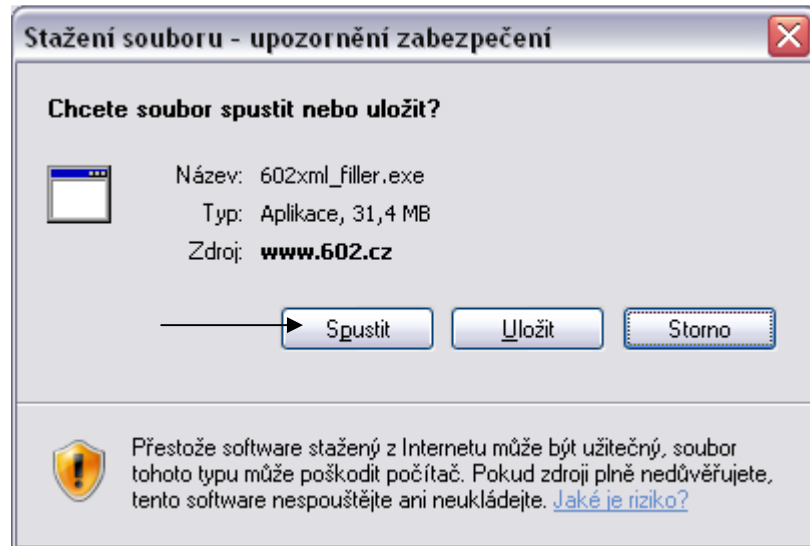 Stažení souboru - upozornění zabezpečení
Chcete soubor spustit nebo uložit?
Název: 602xml_filler.exe
Typ: Aplikace, 31,4 MB
Zdroj: www.602.cz
Spustit Uložit Storno
Přestože software stažený z Internetu může být užitečný, soubor
tohoto typu může poškodit počítač. Pokud zdroji plně nedůvěřujete,
tento software nespouštějte ani neukládejte. Jaké je riziko?